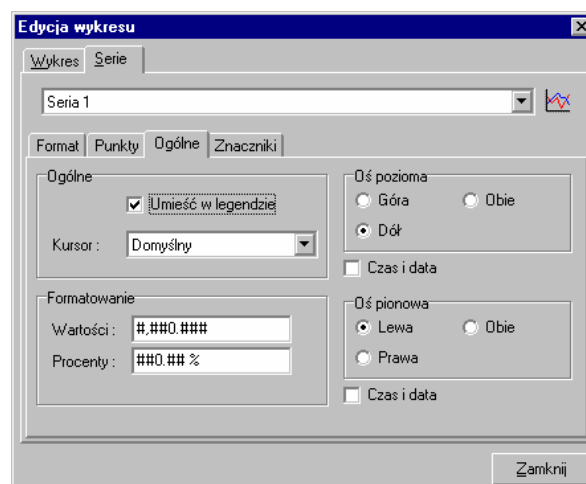 Edycja wykresu
Wykres Serie
Seria 1
Format Punkty Ogólne Znaczniki
Ogólne
Umieść w legendzie
Kursor : Domyślny
Formatowanie
Wartości : #,##0.###
Procenty : ##0.## %
Oś pozioma
Góra Obie
Dół
Czas i data
Oś pionowa
Lewa Obie
Prawa
Czas i data
Zamknij